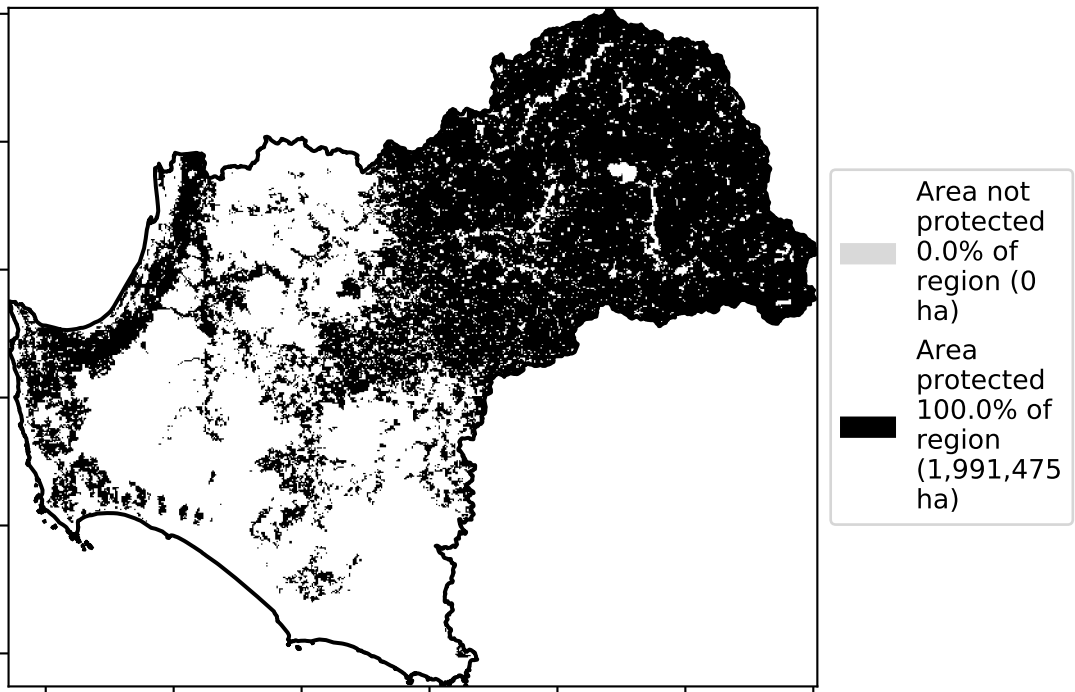 Area not
protected
0.0% of
region (0
ha)
Area
protected
100.0% of
region
(1,991,475
ha)